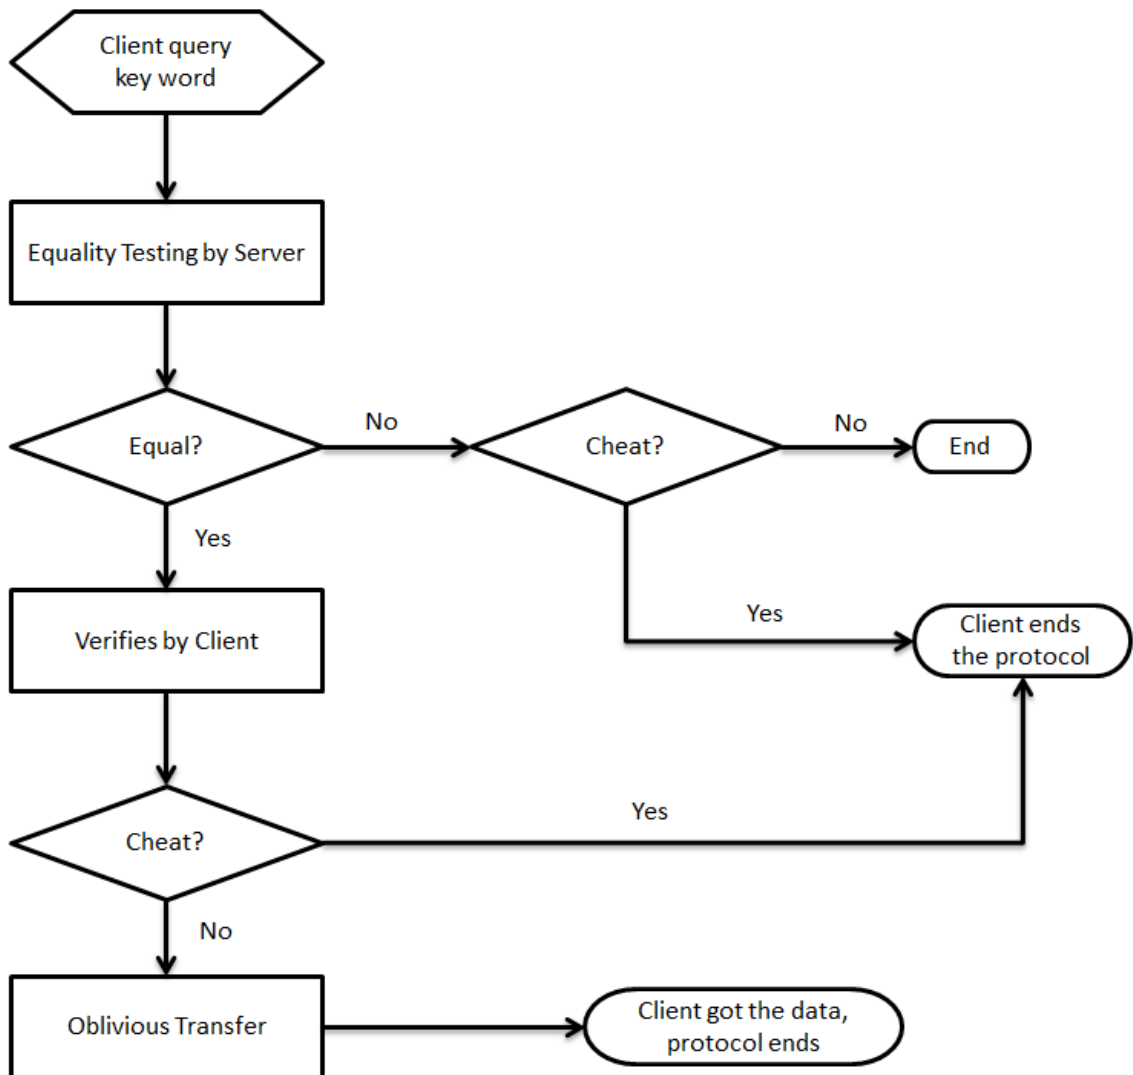 Client query
key word
Equality Testing by Server
Equal?
No
Cheat?
No
End
Yes
Verifies by Client
Yes
Client ends
the protocol
Cheat?
Yes
No
Oblivious Transfer
Client got the data,
protocol ends